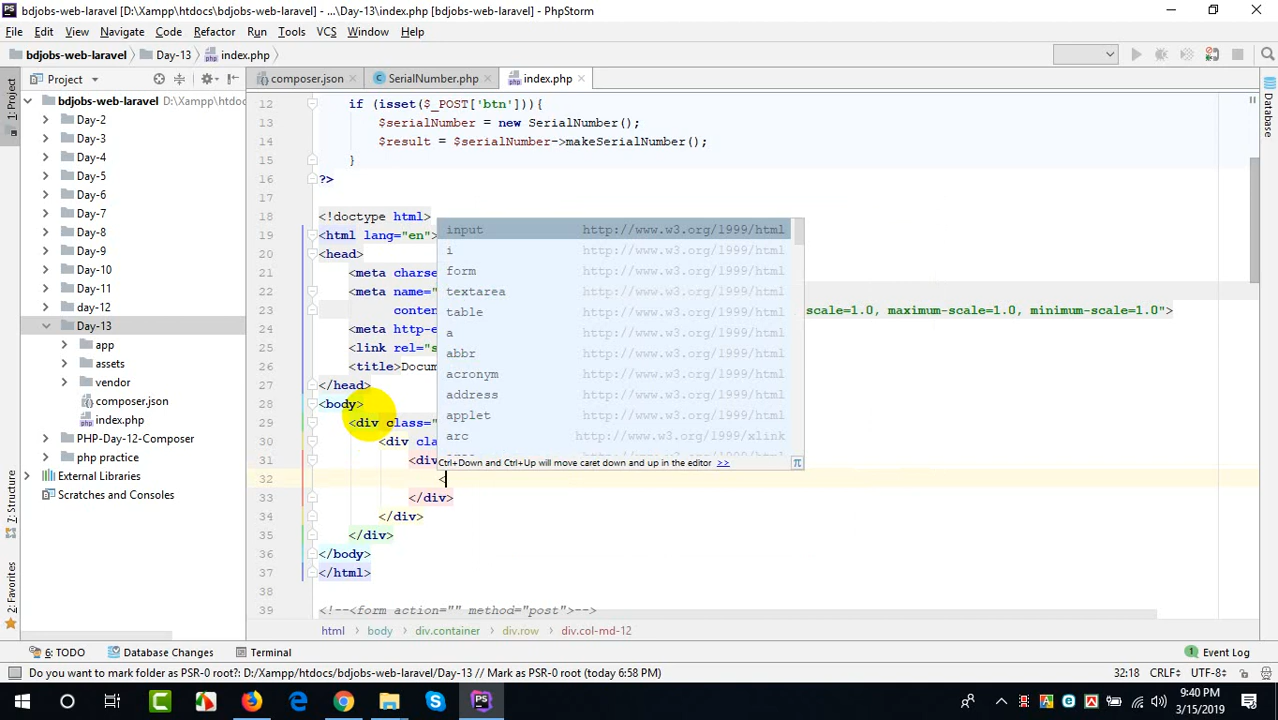 bdjobs-web-laravel [D:\Xampp\htdocs\bdjobs-web-laravel] - ...\Day-13\index.php [bdjobs-web-laravel] - PhpStorm
File Edit View Navigate Code Refactor Run Tools VCS Window Help
bdjobs-web-laravel Day-13 index.php
Project composer.json SerialNumber.php index.php
1: Project
Database
7: Structure
2: Favorites
bdjobs-web-laravel D:\Xampp\htdoc
Day-2
Day-3
Day-4
Day-5
Day-6
Day-7
Day-8
Day-9
Day-10
Day-11
day-12
Day-13
app
assets
vendor
composer.json
index.php
PHP-Day-12-Composer
php practice
External Libraries
Scratches and Consoles
12 if (isset($_POST['btn'])){
13 $serialNumber = new SerialNumber();
14 $result = $serialNumber->makeSerialNumber();
15 }
16 ?>
17
18 <!doctype html>
19 <html lang="en">
20 <head>
21 <meta charse
22 <meta name="
23 conten scale=1.0, maximum-scale=1.0, minimum-scale=1.0">
24 <meta http-e
25 <link rel="s
26 <title>Docum
27 </head>
28 <body>
29 <div class="
30 <div cla
31 <div
32 <
33 </div>
34 </div>
35 </div>
36 </body>
37 </html>
38
39 <!--<form action="" method="post">-->
input http://www.w3.org/1999/html
i http://www.w3.org/1999/html
form http://www.w3.org/1999/html
textarea http://www.w3.org/1999/html
table http://www.w3.org/1999/html
a http://www.w3.org/1999/html
abbr http://www.w3.org/1999/html
acronym http://www.w3.org/1999/html
address http://www.w3.org/1999/html
applet http://www.w3.org/1999/html
arc http://www.w3.org/1999/xlink
Ctrl+Down and Ctrl+Up will move caret down and up in the editor >> π
html body div.container div.row div.col-md-12
6: TODO Database Changes Terminal Event Log
Do you want to mark folder as PSR-0 root?: D:/Xampp/htdocs/bdjobs-web-laravel/Day-13 // Mark as PSR-0 root (today 6:58 PM) 32:18 CRLF÷ UTF-8÷
9:40 PM
3/15/2019